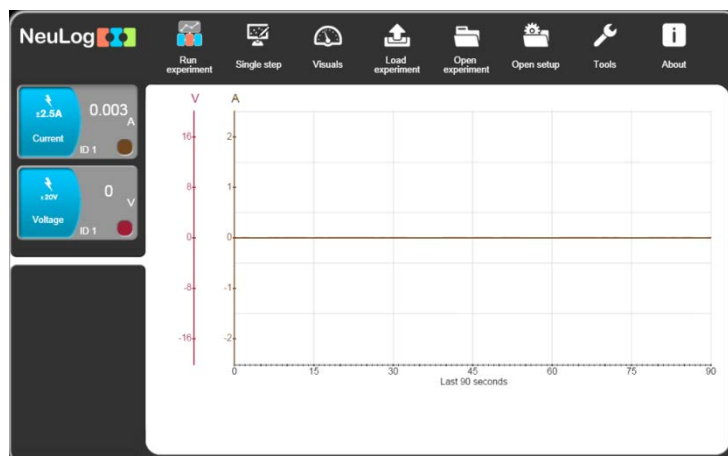 NeuLog
Run experiment
Single step
Visuals
Load experiment
Open experiment
Open setup
Tools
About
±2.5A
0.003
A
Current
ID 1
±20V
0
V
Voltage
ID 1
V
A
16
8
0
-8
-16
2
1
0
-1
-2
0
15
30
45
60
75
90
Last 90 seconds